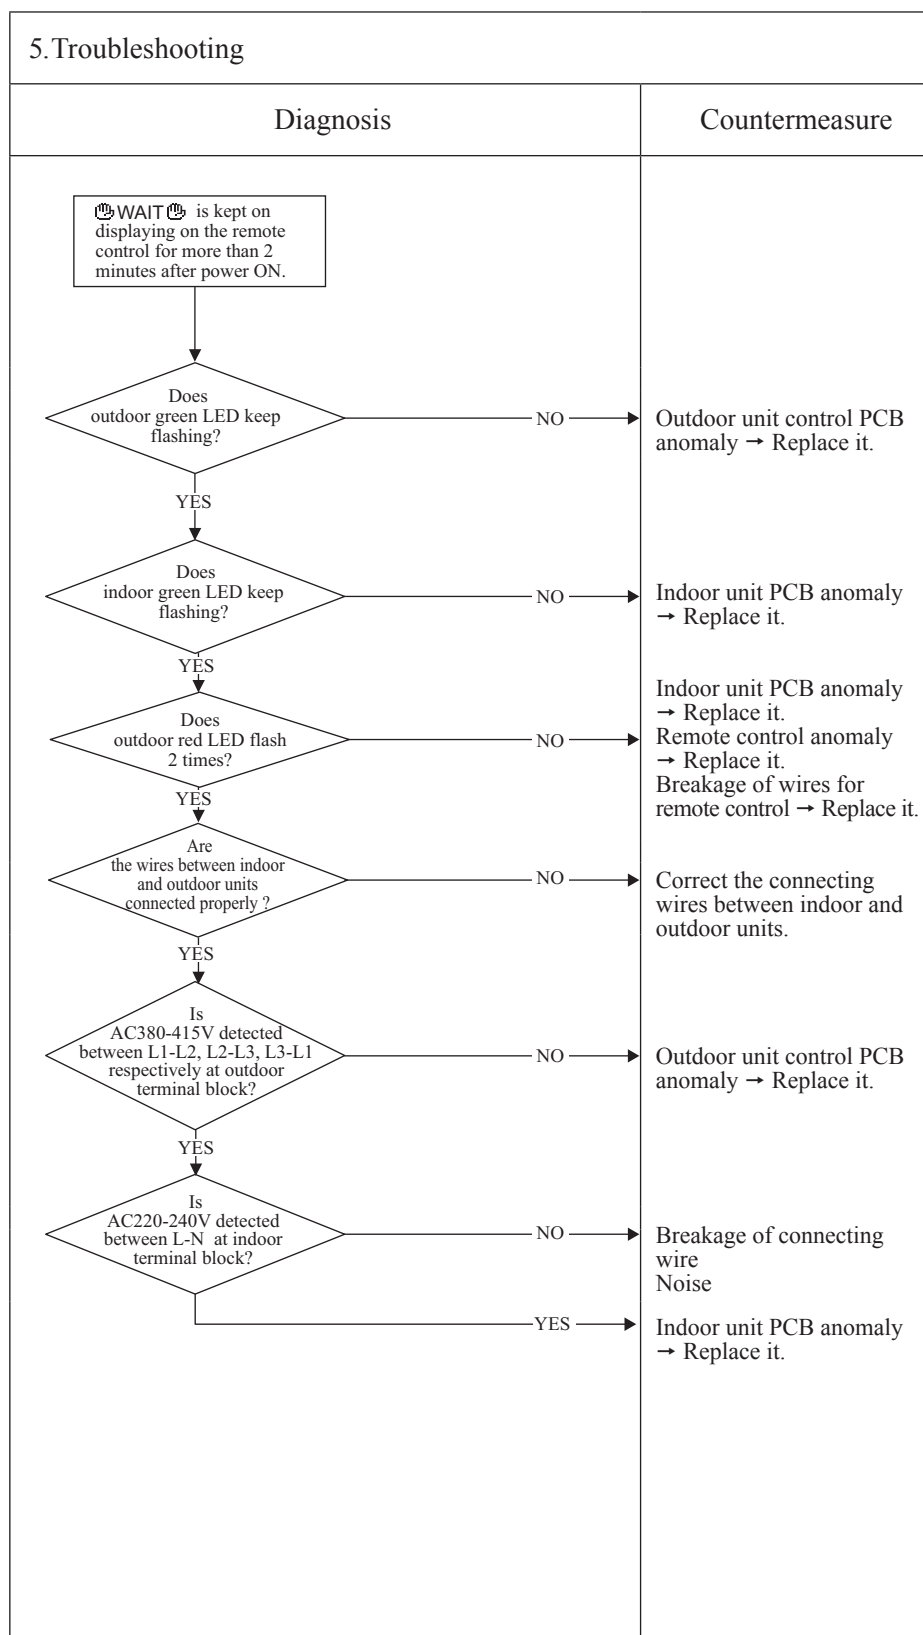 5.Troubleshooting
Diagnosis
Countermeasure
WAIT is kept on
displaying on the remote
control for more than 2
minutes after power ON.
Does
outdoor green LED keep
flashing?
NO
Outdoor unit control PCB
anomaly → Replace it.
YES
Does
indoor green LED keep
flashing?
NO
Indoor unit PCB anomaly
→ Replace it.
YES
Does
outdoor red LED flash
2 times?
NO
Indoor unit PCB anomaly
→ Replace it.
Remote control anomaly
→ Replace it.
Breakage of wires for
remote control → Replace it.
YES
Are
the wires between indoor
and outdoor units
connected properly ?
NO
Correct the connecting
wires between indoor and
outdoor units.
YES
Is
AC380-415V detected
between L1-L2, L2-L3, L3-L1
respectively at outdoor
terminal block?
NO
Outdoor unit control PCB
anomaly → Replace it.
YES
Is
AC220-240V detected
between L-N at indoor
terminal block?
NO
Breakage of connecting
wire
Noise
YES
Indoor unit PCB anomaly
→ Replace it.